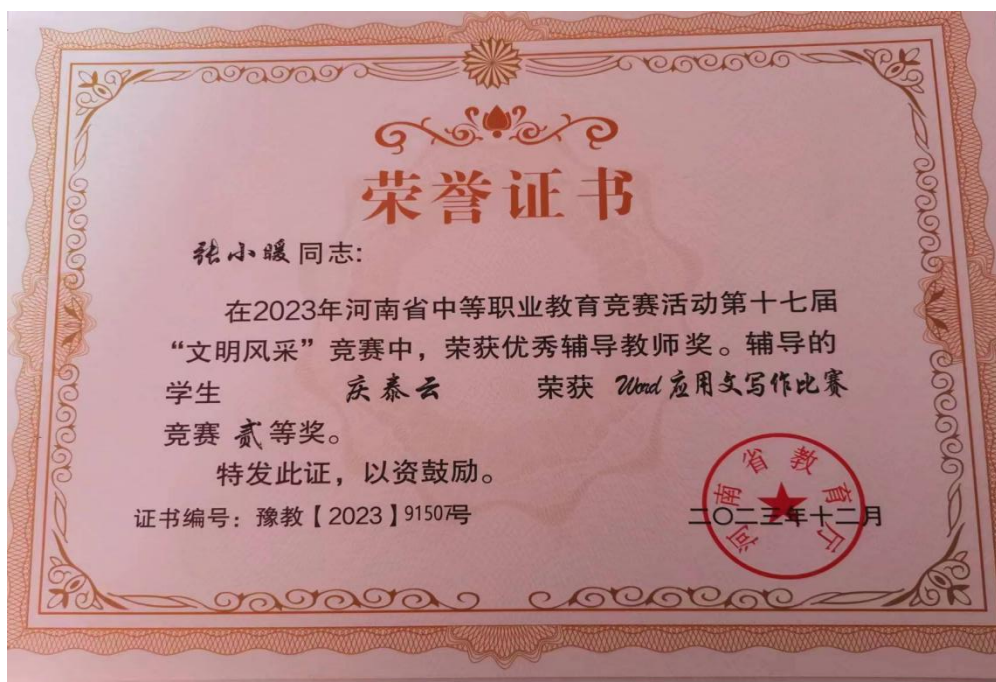 荣誉证书
张小暖同志:
在2023年河南省中等职业教育竞赛活动第十七届
“文明风采”竞赛中，荣获优秀辅导教师奖。辅导的
学生 庆泰云 荣获 Word应用文写作比赛
竞赛 贰等奖。
特发此证，以资鼓励。
证书编号：豫教【2023】91507号
二〇二三年十二月
河南省教育厅